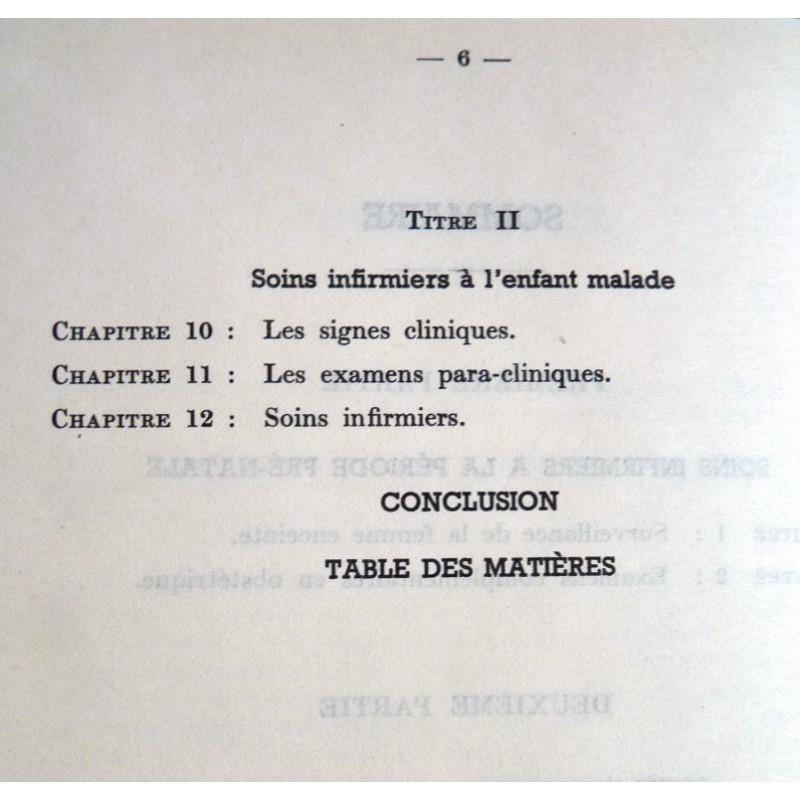 — 6 —
TITRE II
Soins infirmiers à l'enfant malade
CHAPITRE 10 : Les signes cliniques.
CHAPITRE 11 : Les examens para-cliniques.
CHAPITRE 12 : Soins infirmiers.
CONCLUSION
TABLE DES MATIÈRES